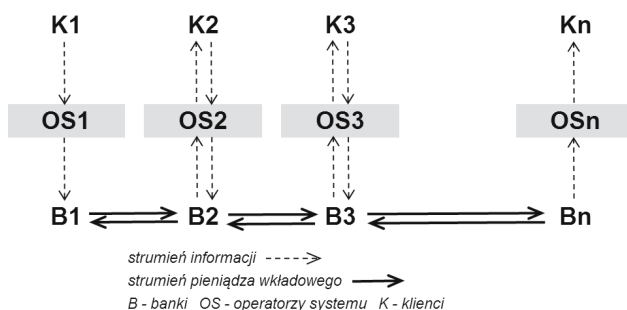 K1 K2 K3 Kn
OS1 OS2 OS3 OSn
B1 B2 B3 Bn
strumień informacji
strumień pieniądza wkładowego
B - banki OS - operatorzy systemu K - klienci